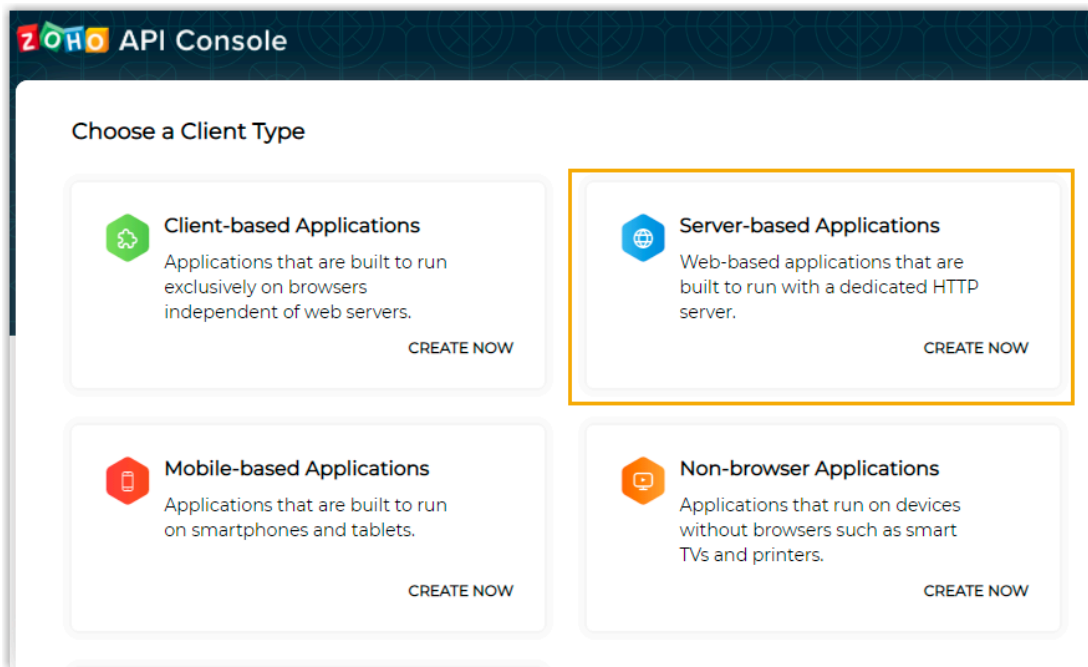 ZOHO API Console
Choose a Client Type
Client-based Applications
Applications that are built to run
exclusively on browsers
independent of web servers.
CREATE NOW
Server-based Applications
Web-based applications that are
built to run with a dedicated HTTP
server.
CREATE NOW
Mobile-based Applications
Applications that are built to run
on smartphones and tablets.
CREATE NOW
Non-browser Applications
Applications that run on devices
without browsers such as smart
TVs and printers.
CREATE NOW